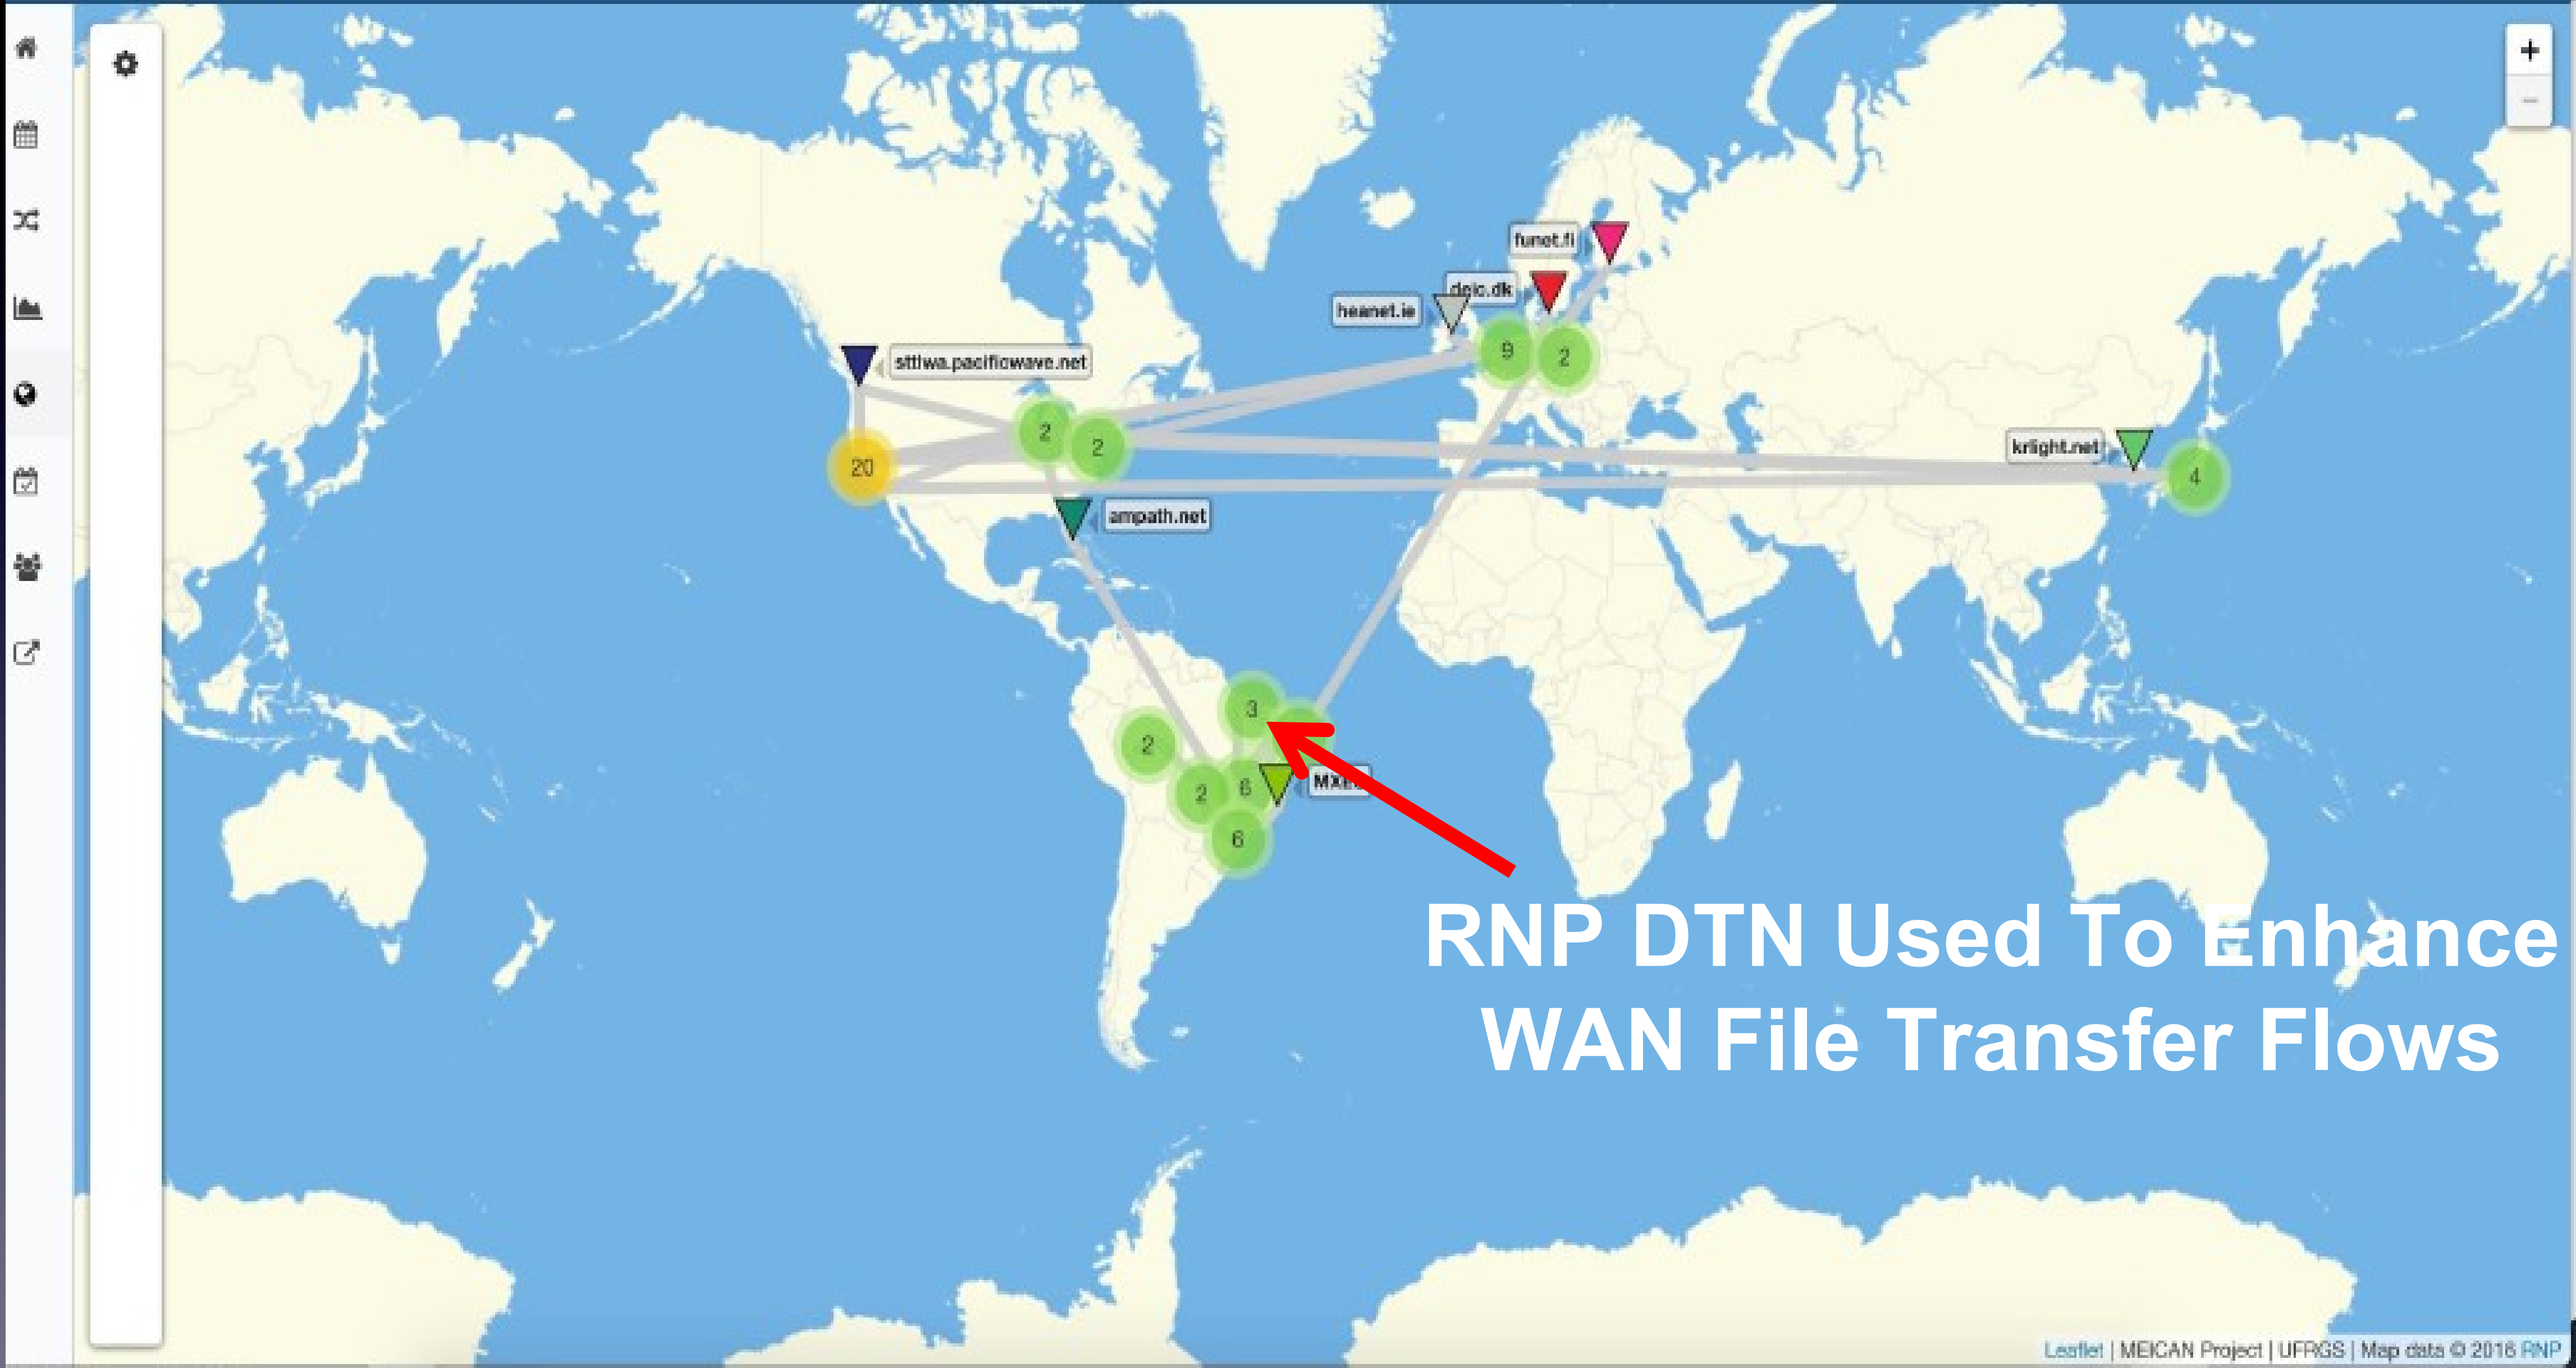 funet.fi
deic.dk
heanet.ie
sttlwa.pacificwave.net
9
2
2
2
20
krlight.net
4
ampath.net
3
2
2
6
6
RNP DTN Used To Enhance
WAN File Transfer Flows
Leaflet | MEICAN Project | UFRGS | Map data © 2016 RNP